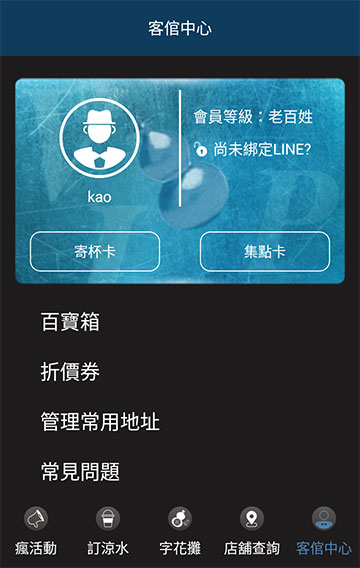 客倌中心
會員等級：老百姓
尚未綁定LINE?
kao
寄杯卡
集點卡
百寶箱
折價券
管理常用地址
常見問題
瘋活動
訂涼水
字花攤
店舖查詢
客倌中心